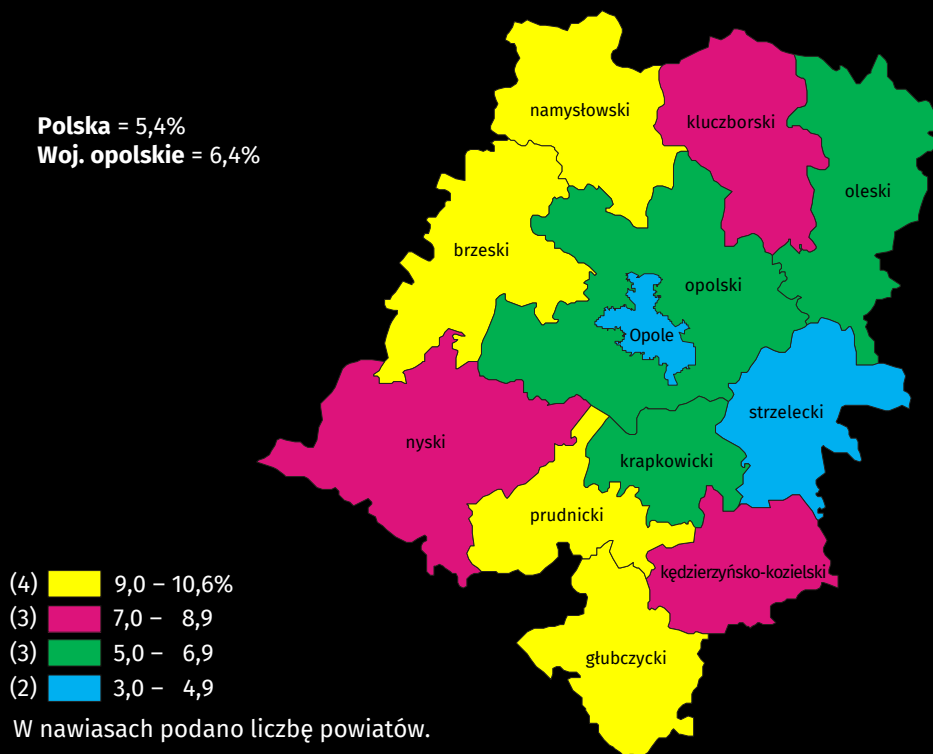 Polska = 5,4%
Woj. opolskie = 6,4%
namysłowski
kluczborski
oleski
brzeski
opolski
Opole
strzelecki
nyski
krapkowicki
prudnicki
kędzierzyńsko-kozielski
głubczycki
(4) 9,0 – 10,6%
(3) 7,0 – 8,9
(3) 5,0 – 6,9
(2) 3,0 – 4,9
W nawiasach podano liczbę powiatów.